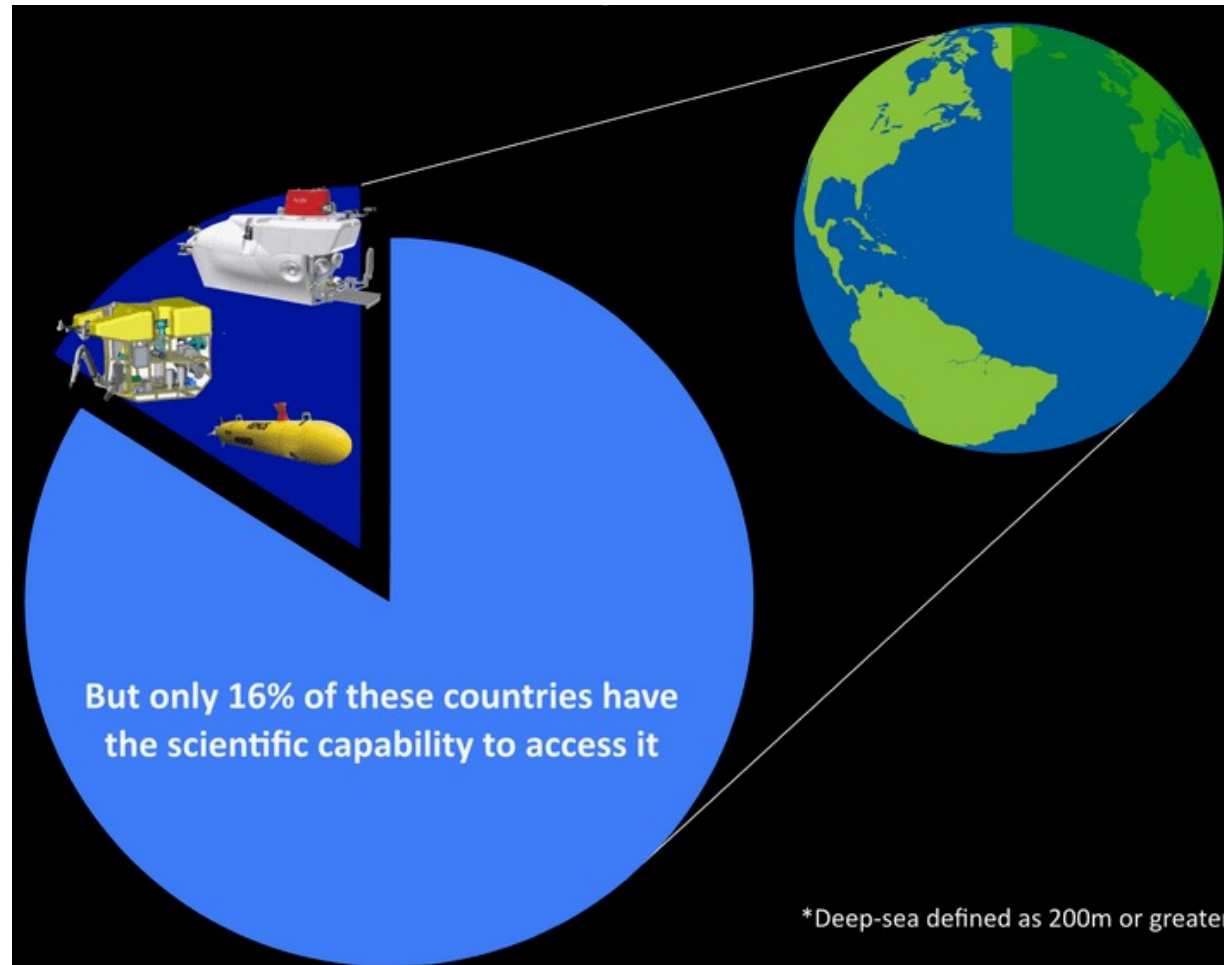 But only 16% of these countries have
the scientific capability to access it
*Deep-sea defined as 200m or greater